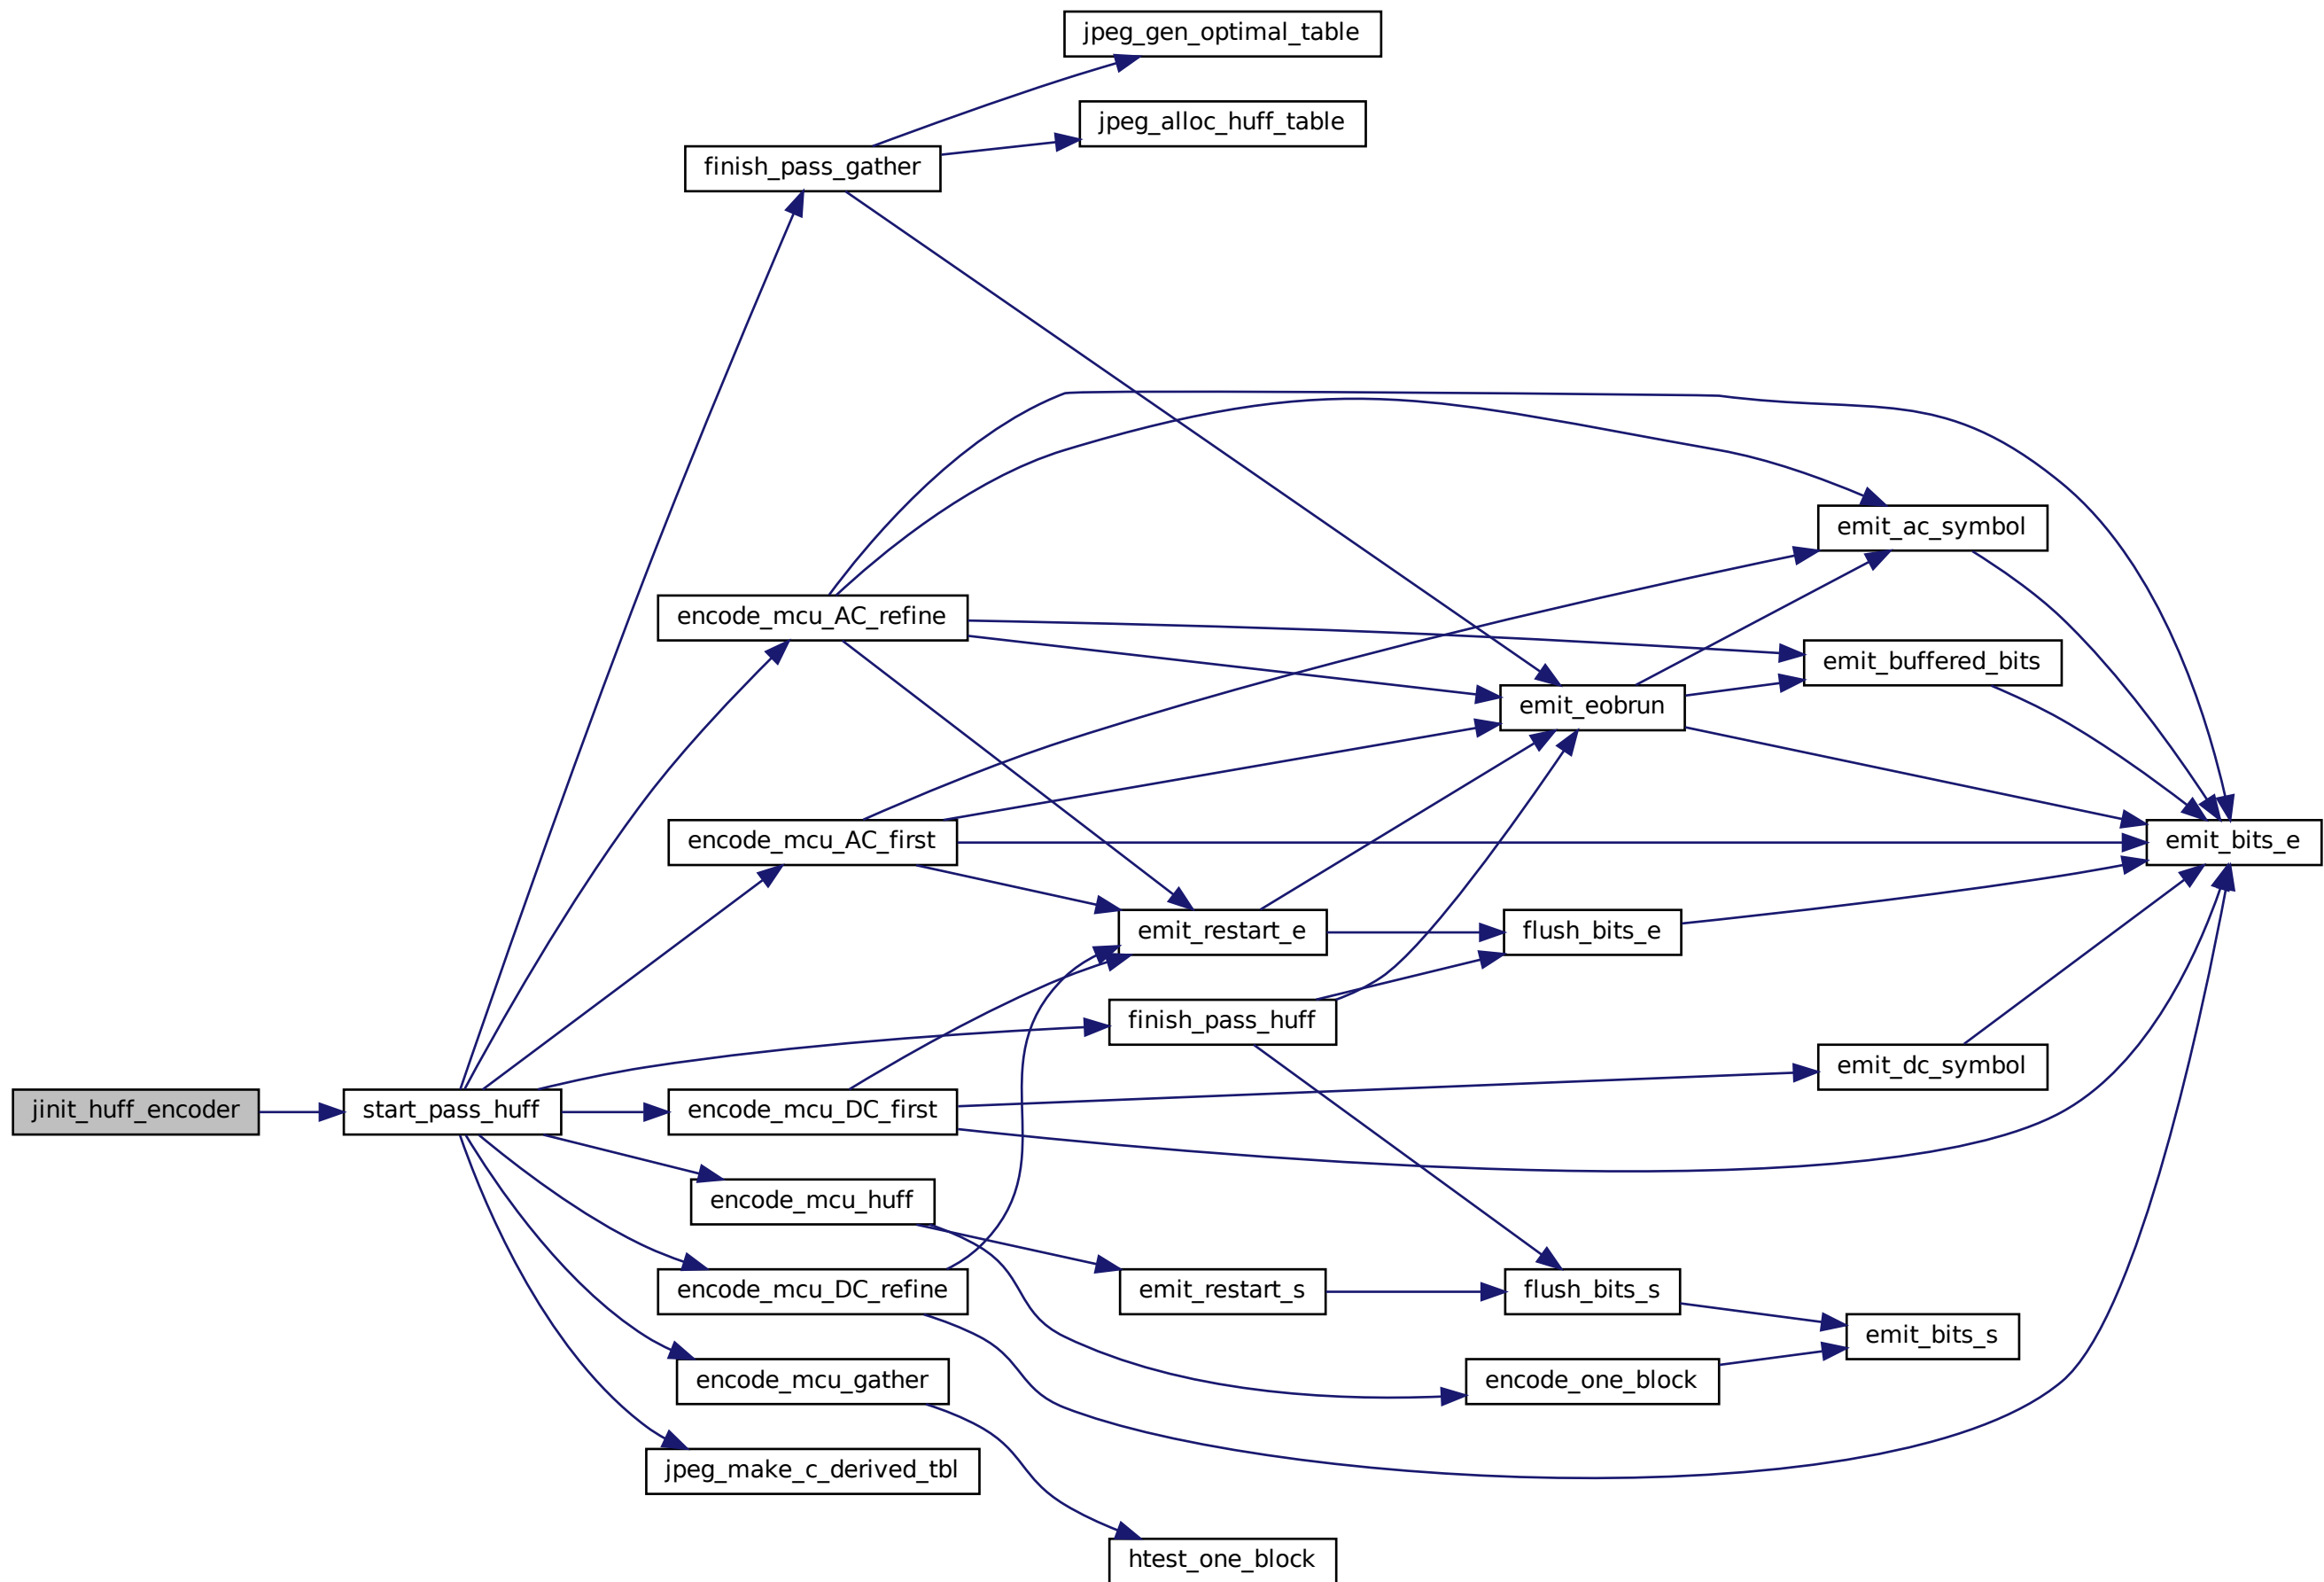 jpeg_gen_optimal_table
jpeg_alloc_huff_table
finish_pass_gather
emit_ac_symbol
encode_mcu_AC_refine
emit_buffered_bits
emit_eobrun
encode_mcu_AC_first
emit_bits_e
emit_restart_e
flush_bits_e
finish_pass_huff
emit_dc_symbol
jinit_huff_encoder
start_pass_huff
encode_mcu_DC_first
encode_mcu_huff
encode_mcu_DC_refine
emit_restart_s
flush_bits_s
emit_bits_s
encode_mcu_gather
encode_one_block
jpeg_make_c_derived_tbl
htest_one_block